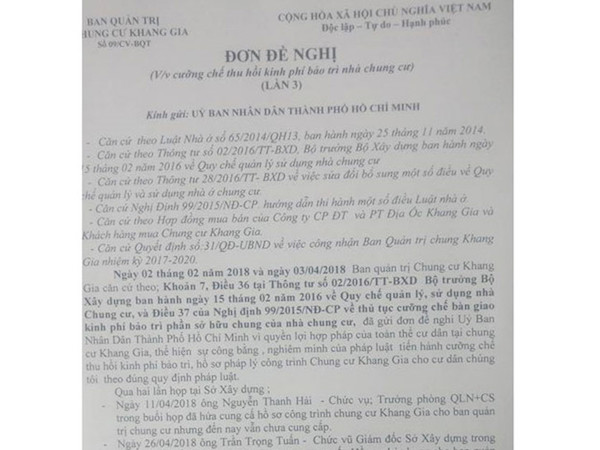 BAN QUẢN TRỊ
CHUNG CƯ KHANG GIA
Số 09/CV-BQT
CỘNG HÒA XÃ HỘI CHỦ NGHĨA VIỆT NAM
Độc lập – Tự do – Hạnh phúc
ĐƠN ĐỀ NGHỊ
(V/v cưỡng chế thu hồi kinh phí bảo trì nhà chung cư)
(LẦN 3)
Kính gửi: UỶ BAN NHÂN DÂN THÀNH PHỐ HỒ CHÍ MINH
- Căn cứ theo Luật Nhà ở số 65/2014/QH13, ban hành ngày 25 tháng 11 năm 2014.
- Căn cứ theo Thông tư số 02/2016/TT-BXD, Bộ trưởng Bộ Xây dựng ban hành ngày
15 tháng 02 năm 2016 về Quy chế quản lý sử dụng nhà chung cư
- Căn cứ theo Thông tư 28/2016/TT- BXD về việc sửa đổi bổ sung một số điều về Quy
chế quản lý và sử dụng nhà ở chung cư.
- Căn cứ Nghị Định 99/2015/NĐ-CP. hướng dẫn thi hành một số điều Luật nhà ở
- Căn cứ theo Hợp đồng mua bán của Công ty CP ĐT và PT Địa Ốc Khang Gia và
Khách hàng mua Chung cư Khang Gia.
- Căn cứ Quyết định số:31/QĐ-UBND về việc công nhận Ban Quản trị chung Khang
Gia nhiệm kỳ 2017-2020.
Ngày 02 tháng 02 năm 2018 và ngày 03/04/2018 Ban quản trị Chung cư Khang
Gia căn cứ theo; Khoản 7, Điều 36 tại Thông tư số 02/2016/TT-BXD Bộ trưởng Bộ
Xây dựng ban hành ngày 15 tháng 02 năm 2016 về Quy chế quản lý, sử dụng nhà
Chung cư, và Điều 37 của Nghị định 99/2015/NĐ-CP về thủ tục cưỡng chế bàn giao
kinh phí bảo trì phần sở hữu chung của nhà chung cư, đã gửi đơn đề nghị Uỷ Ban
Nhân Dân Thành Phố Hồ Chí Minh vì quyền lợi hợp pháp của toàn thể cư dân tại chung
cư Khang Gia, thể hiện sự công bằng , nghiêm minh của pháp luật tiến hành cưỡng chế
thu hồi kinh phí bảo trì, hồ sơ pháp lý công trình Chung cư Khang Gia cho cư dân chúng
tôi theo đúng quy định pháp luật.
Qua hai lần họp tại Sở Xây dựng ;
- Ngày 11/04/2018 ông Nguyễn Thanh Hải - Chức vụ; Trưởng phòng QLN+CS
trong buổi họp đã hứa cung cấ hồ sơ công trình chung cư Khang Gia cho ban quản
trị chung cư nhưng đến nay vẫn chưa cung cấp.
- Ngày 26/04/2018 ông Trần Trọng Tuấn - Chức vũ Giám đốc Sở Xây dựng trong